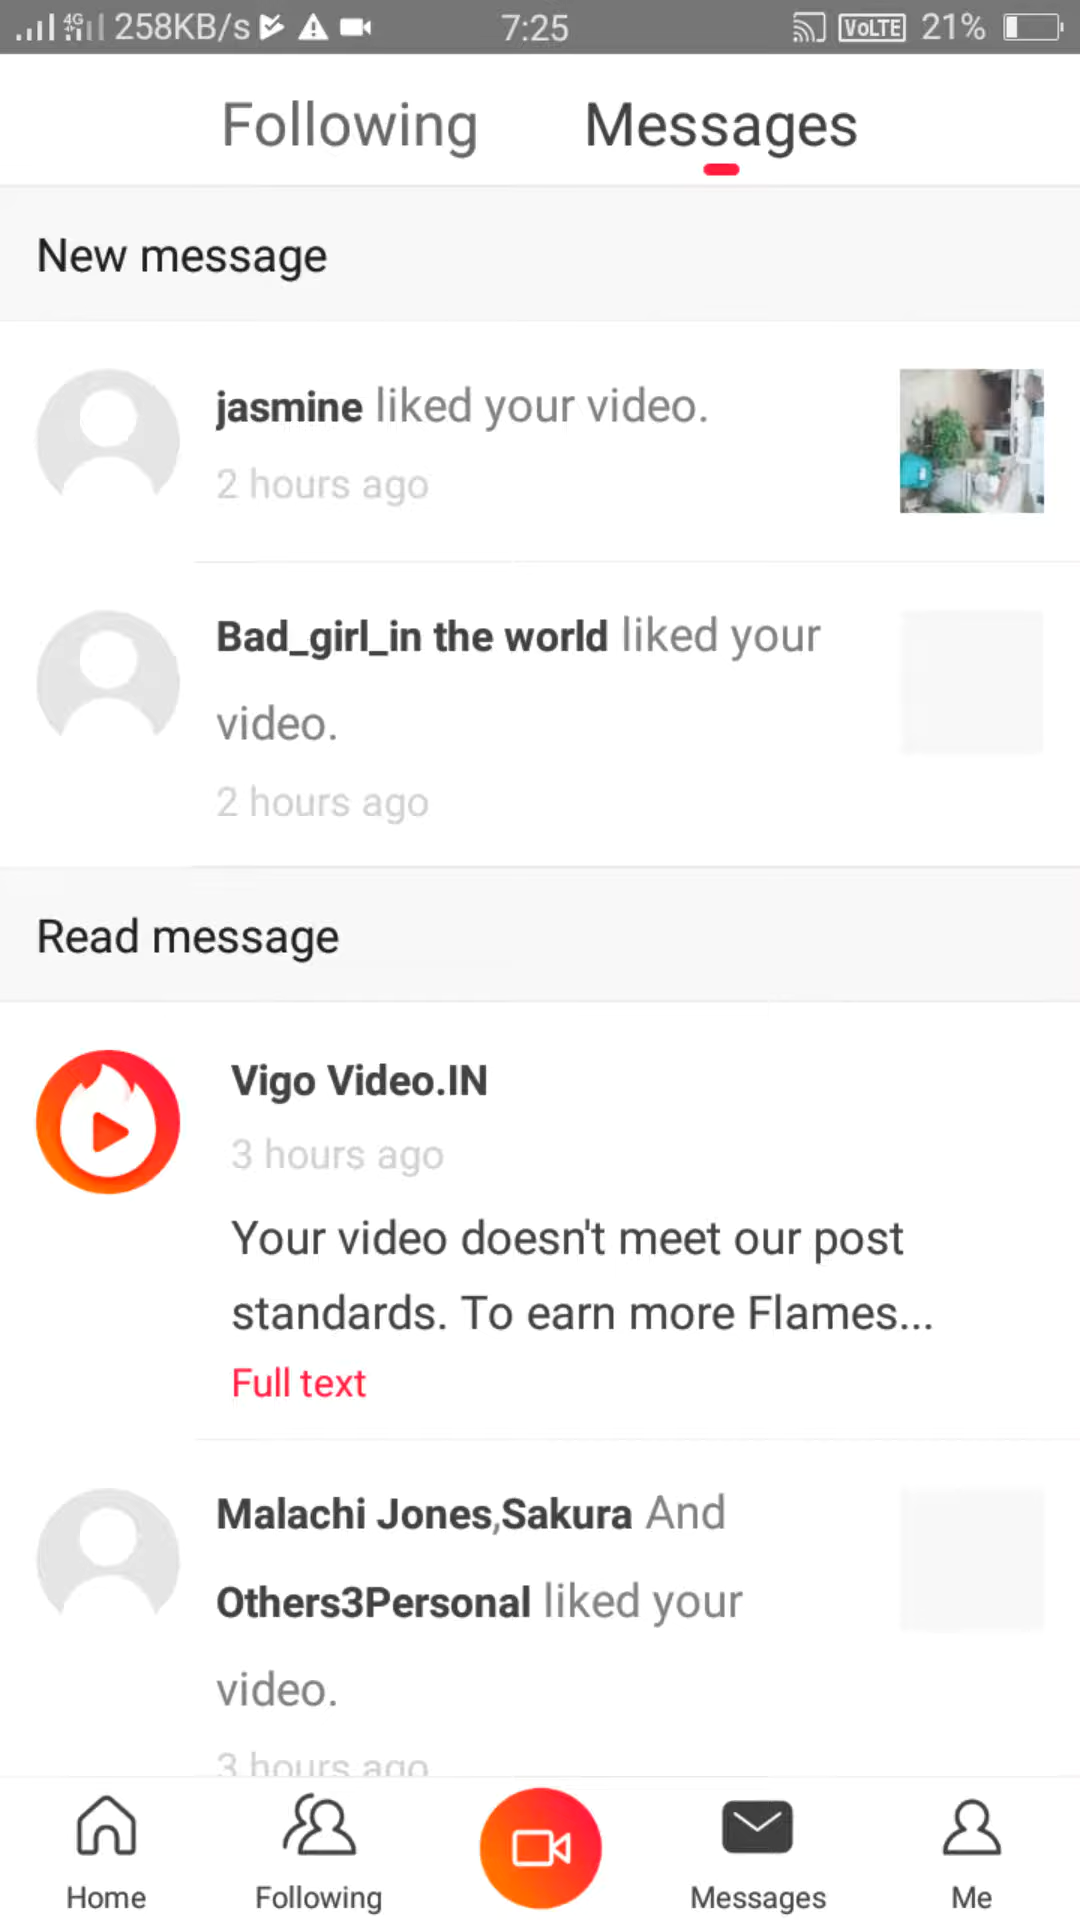 258KB/s 7:25 VoLTE 21%
Following Messages
New message
jasmine liked your video.
2 hours ago
Bad_girl_in the world liked your
video.
2 hours ago
Read message
Vigo Video.IN
3 hours ago
Your video doesn't meet our post
standards. To earn more Flames...
Full text
Malachi Jones,Sakura And
Others3Personal liked your
video.
3 hours ago
Home Following Messages Me